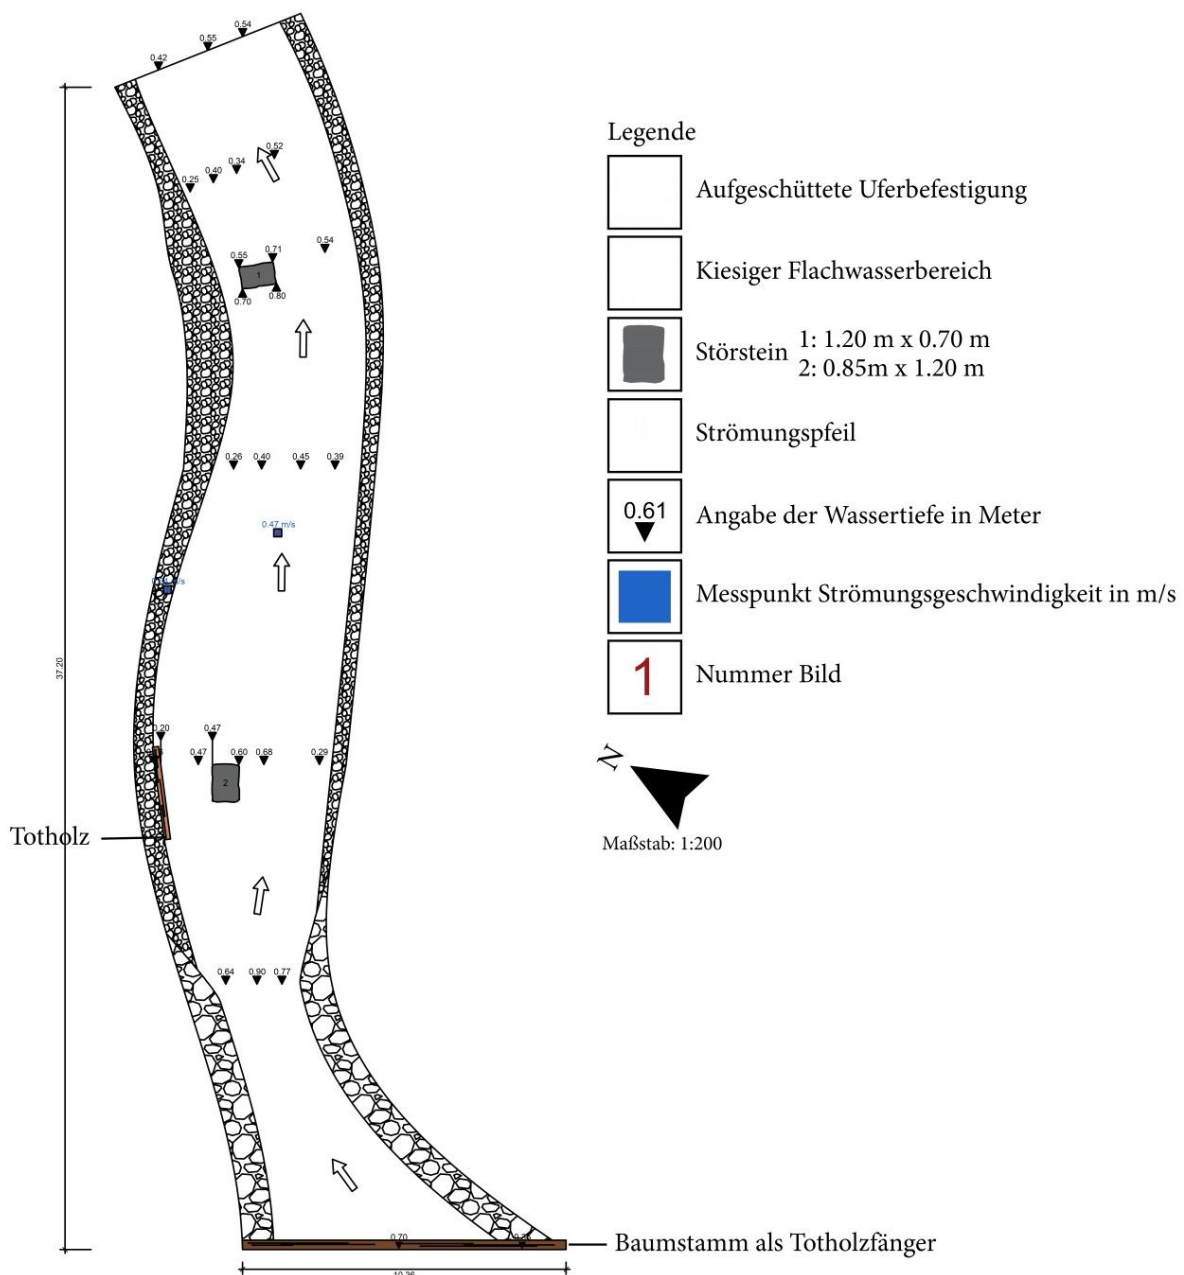 0.54
0.55
0.42
Legende
Aufgeschüttete Uferbefestigung
Kiesiger Flachwasserbereich
Störstein 1: 1.20 m x 0.70 m
2: 0.85m x 1.20 m
Strömungspfeil
0.61 Angabe der Wassertiefe in Meter
Messpunkt Strömungsgeschwindigkeit in m/s
1 Nummer Bild
N
Maßstab: 1:200
0.52
0.34
0.40
0.25
0.54
0.71
0.55
1
0.80
0.70
0.26 0.40 0.45 0.39
0.47 m/s
37.20
0.20 0.47
0.47 0.60 0.68 0.29
2
Totholz
0.64 0.90 0.77
0.70
Baumstamm als Totholzfänger